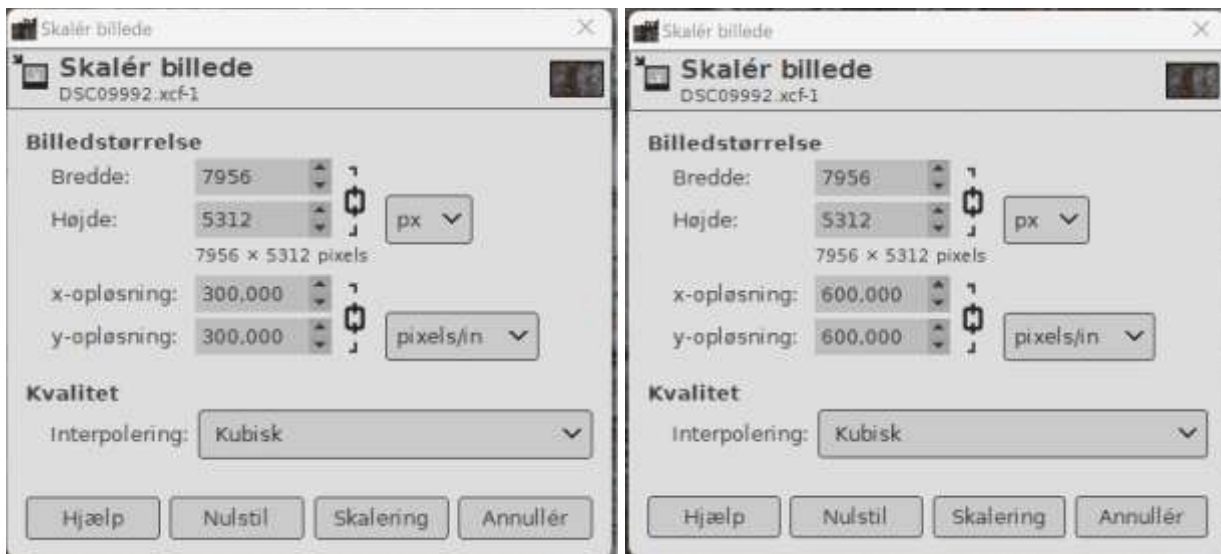 Skalér billede
Skalér billede
DSC09992.xcf-1
Billedstørrelse
Bredde: 7956
Højde: 5312 px
7956 × 5312 pixels
x-opløsning: 300,000
y-opløsning: 300,000 pixels/in
Kvalitet
Interpolering: Kubisk
Hjælp Nulstil Skalering Annullér
Skalér billede
Skalér billede
DSC09992.xcf-1
Billedstørrelse
Bredde: 7956
Højde: 5312 px
7956 × 5312 pixels
x-opløsning: 600.000
y-opløsning: 600.000 pixels/in
Kvalitet
Interpolering: Kubisk
Hjælp Nulstil Skalering Annullér